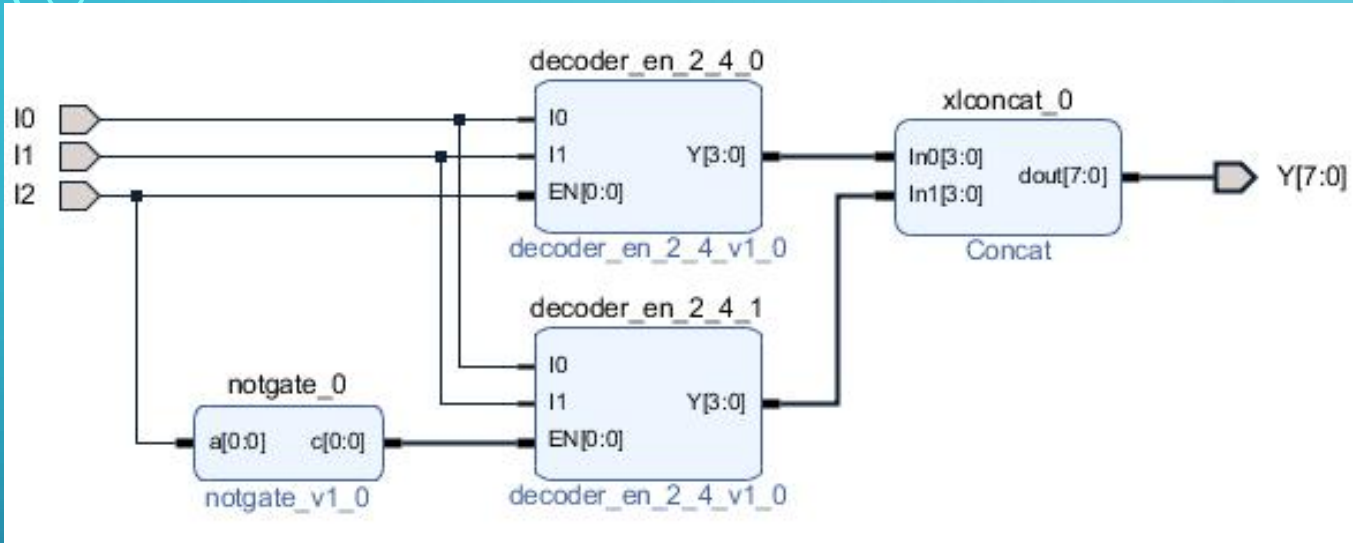 decoder_en_2_4_0
I0
I1
I2
I0
I1
EN[0:0]
Y[3:0]
decoder_en_2_4_v1_0
xlconcat_0
In0[3:0]
In1[3:0]
dout[7:0]
Concat
Y[7:0]
decoder_en_2_4_1
I0
I1
EN[0:0]
Y[3:0]
decoder_en_2_4_v1_0
notgate_0
a[0:0] c[0:0]
notgate_v1_0